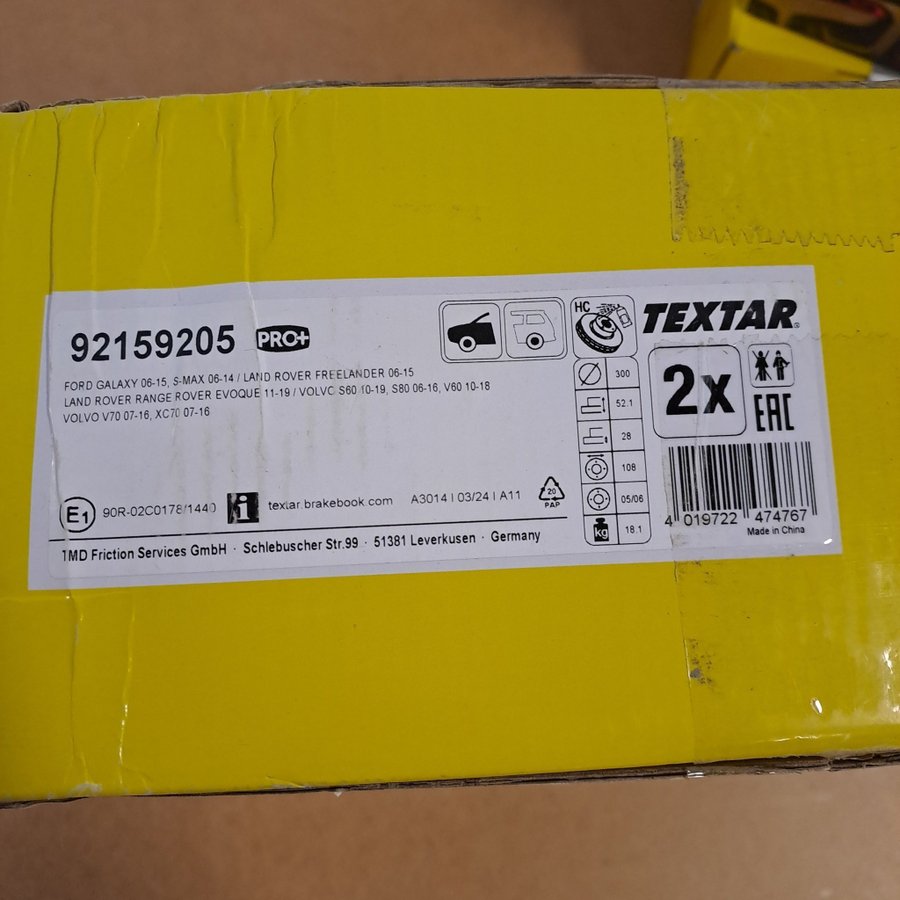 92159205 PRO+
FORD GALAXY 06-15, S-MAX 06-14 / LAND ROVER FREELANDER 06-15
LAND ROVER RANGE ROVER EVOQUE 11-19 / VOLVO S60 10-19, S80 06-16, V60 10-18
VOLVO V70 07-16, XC70 07-16
E1 90R-02C0178/1440
i textar.brakebook.com
A3014 | 03/24 | A11
20
PAP
TMD Friction Services GmbH · Schlebuscher Str.99 · 51381 Leverkusen · Germany
HC
300
52.1
28
108
05/06
kg 18.1
TEXTAR®
2x
EAC
4 019722 474767
Made in China